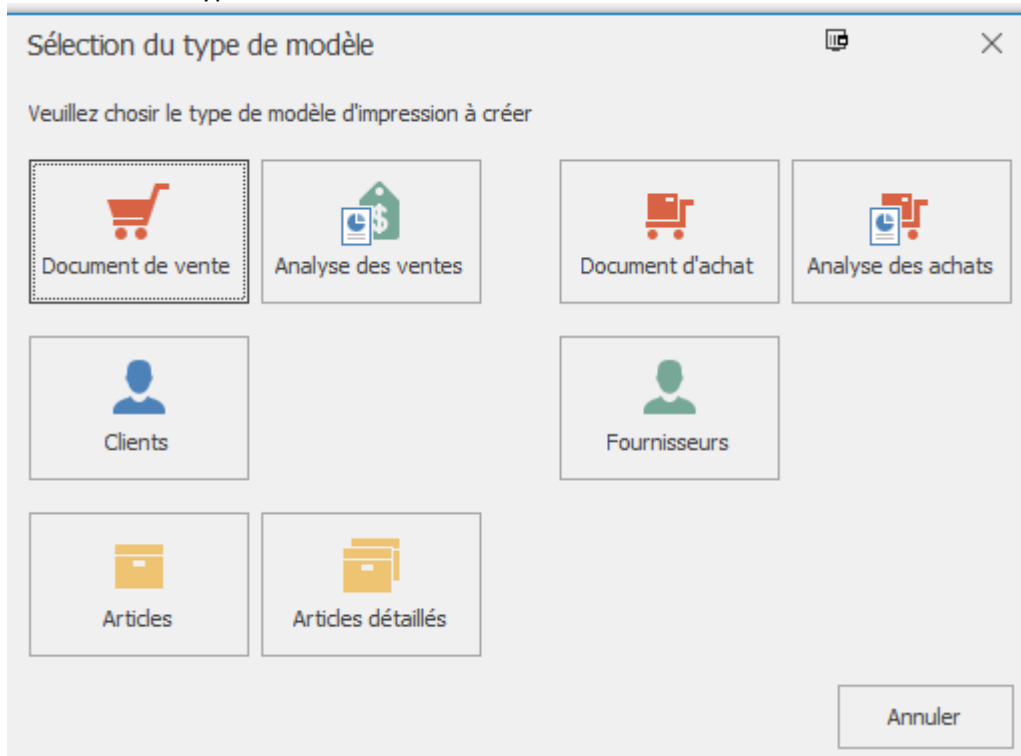 Sélection du type de modèle
Veuillez chosir le type de modèle d'impression à créer
Document de vente
Analyse des ventes
Document d'achat
Analyse des achats
Clients
Fournisseurs
Articles
Articles détaillés
Annuler